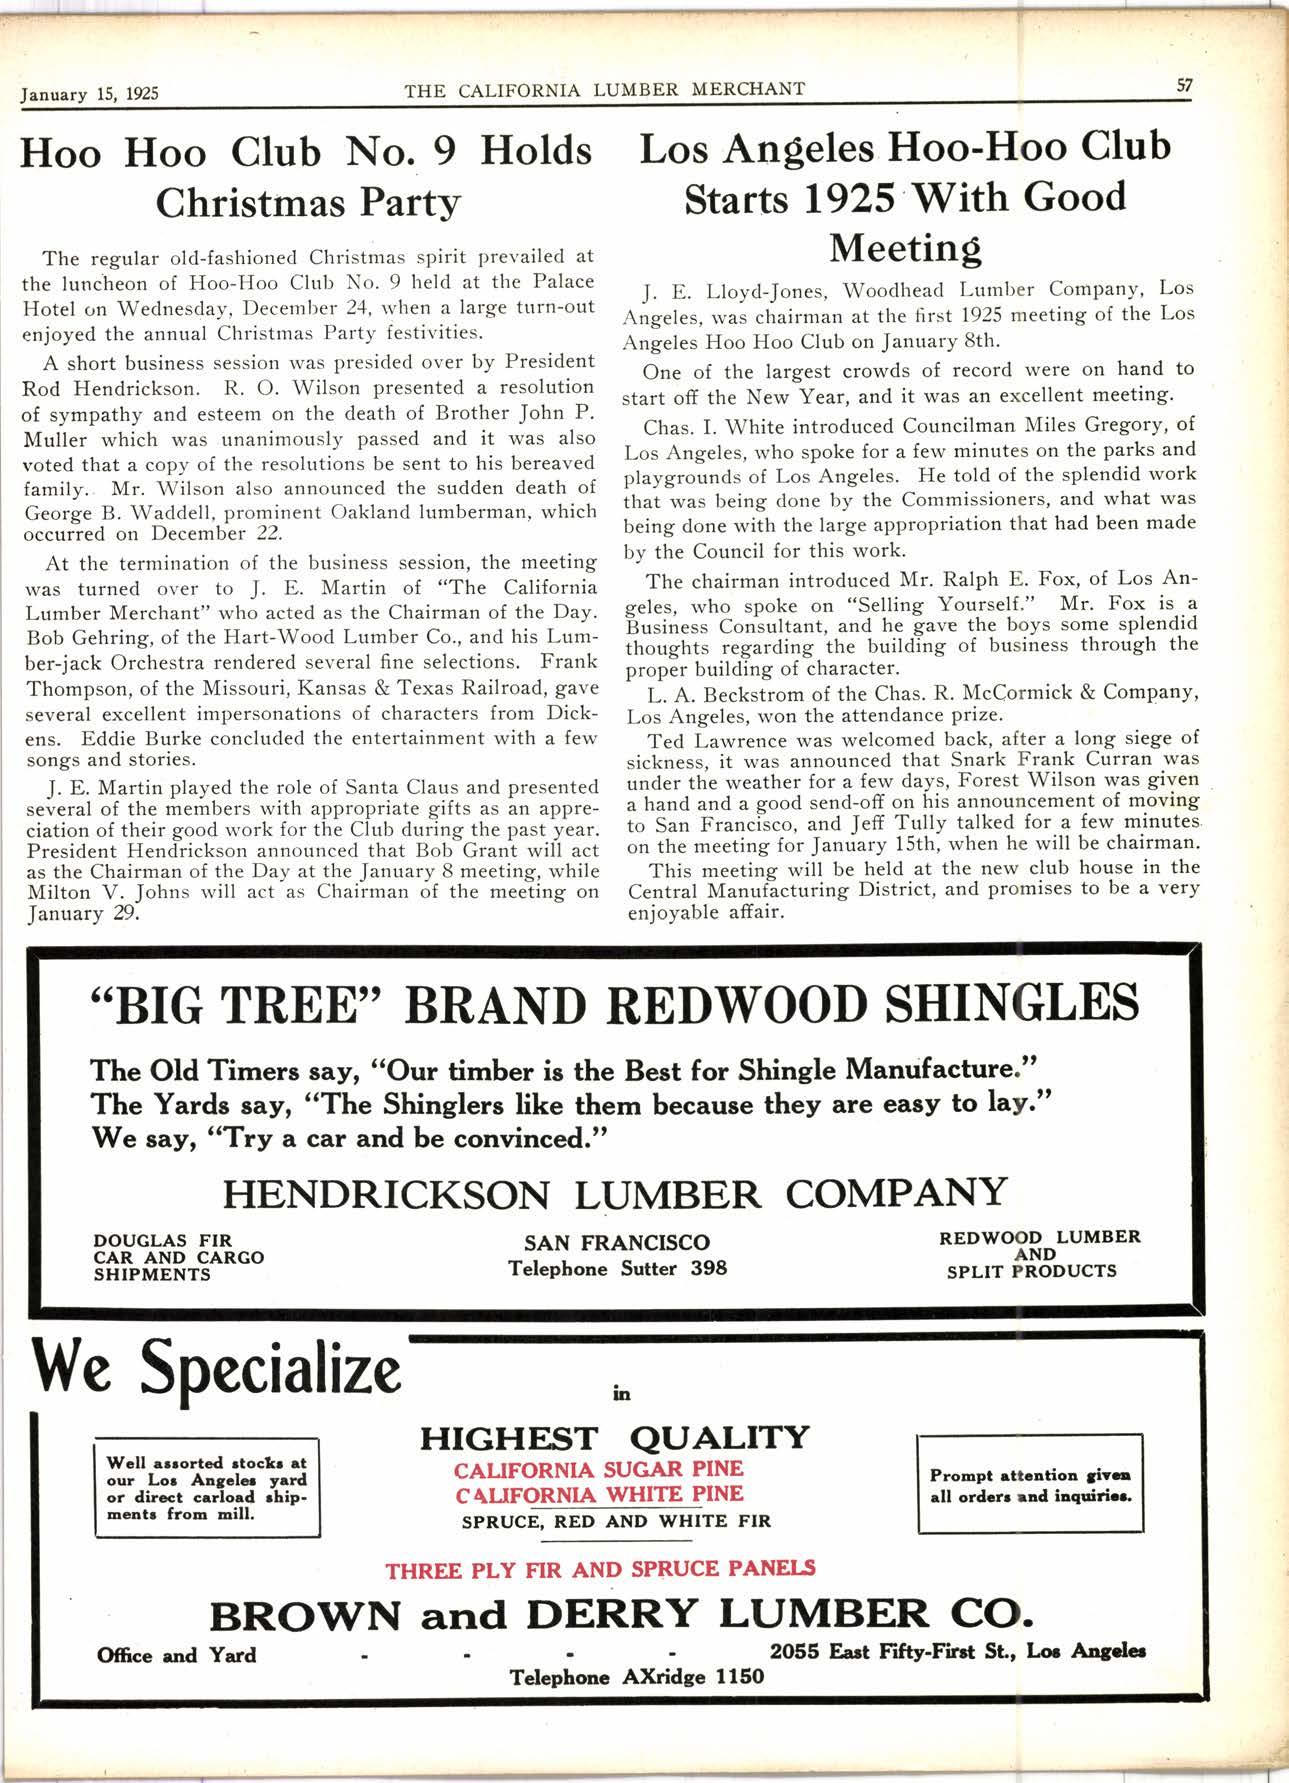 January 15, 1925
THE CALIFORNIA LUMBER MERCHANT
57
Hoo Hoo Club No. 9 Holds
Christmas Party
The regular old-fashioned Christmas spirit prevailed at
the luncheon of Hoo-Hoo Club No. 9 held at the Palace
Hotel on Wednesday, December 24, when a large turn-out
enjoyed the annual Christmas Party festivities.
A short business session was presided over by President
Rod Hendrickson. R. O. Wilson presented a resolution
of sympathy and esteem on the death of Brother John P.
Muller which was unanimously passed and it was also
voted that a copy of the resolutions be sent to his bereaved
family. Mr. Wilson also announced the sudden death of
George B. Waddell, prominent Oakland lumberman, which
occurred on December 22.
At the termination of the business session, the meeting
was turned over to J. E. Martin of "The California
Lumber Merchant" who acted as the Chairman of the Day.
Bob Gehring, of the Hart-Wood Lumber Co., and his Lum-
ber-jack Orchestra rendered several fine selections. Frank
Thompson, of the Missouri, Kansas & Texas Railroad, gave
several excellent impersonations of characters from Dick-
ens. Eddie Burke concluded the entertainment with a few
songs and stories.
J. E. Martin played the role of Santa Claus and presented
several of the members with appropriate gifts as an appre-
ciation of their good work for the Club during the past year.
President Hendrickson announced that Bob Grant will act
as the Chairman of the Day at the January 8 meeting, while
Milton V. Johns will act as Chairman of the meeting on
January 29.
Los Angeles Hoo-Hoo Club
Starts 1925 With Good
Meeting
J. E. Lloyd-Jones, Woodhead Lumber Company, Los
Angeles, was chairman at the first 1925 meeting of the Los
Angeles Hoo Hoo Club on January 8th.
One of the largest crowds of record were on hand to
start off the New Year, and it was an excellent meeting.
Chas. I. White introduced Councilman Miles Gregory, of
Los Angeles, who spoke for a few minutes on the parks and
playgrounds of Los Angeles. He told of the splendid work
that was being done by the Commissioners, and what was
being done with the large appropriation that had been made
by the Council for this work.
The chairman introduced Mr. Ralph E. Fox, of Los An-
geles, who spoke on "Selling Yourself." Mr. Fox is a
Business Consultant, and he gave the boys some splendid
thoughts regarding the building of business through the
proper building of character.
L. A. Beckstrom of the Chas. R. McCormick & Company,
Los Angeles, won the attendance prize.
Ted Lawrence was welcomed back, after a long siege of
sickness, it was announced that Snark Frank Curran was
under the weather for a few days, Forest Wilson was given
a hand and a good send-off on his announcement of moving
to San Francisco, and Jeff Tully talked for a few minutes
on the meeting for January 15th, when he will be chairman.
This meeting will be held at the new club house in the
Central Manufacturing District, and promises to be a very
enjoyable affair.
"BIG TREE" BRAND REDWOOD SHINGLES
The Old Timers say, "Our timber is the Best for Shingle Manufacture."
The Yards say, "The Shinglers like them because they are easy to lay."
We say, "Try a car and be convinced."
HENDRICKSON LUMBER COMPANY
DOUGLAS FIR
CAR AND CARGO
SHIPMENTS
SAN FRANCISCO
Telephone Sutter 398
REDWOOD LUMBER
AND
SPLIT PRODUCTS
We Specialize
in
HIGHEST QUALITY
CALIFORNIA SUGAR PINE
CALIFORNIA WHITE PINE
SPRUCE, RED AND WHITE FIR
Well assorted stocks at
our Los Angeles yard
or direct carload ship-
ments from mill.
Prompt attention given
all orders and inquiries.
THREE PLY FIR AND SPRUCE PANELS
BROWN and DERRY LUMBER CO.
Office and Yard - - - - 2055 East Fifty-First St., Los Angeles
Telephone AXridge 1150